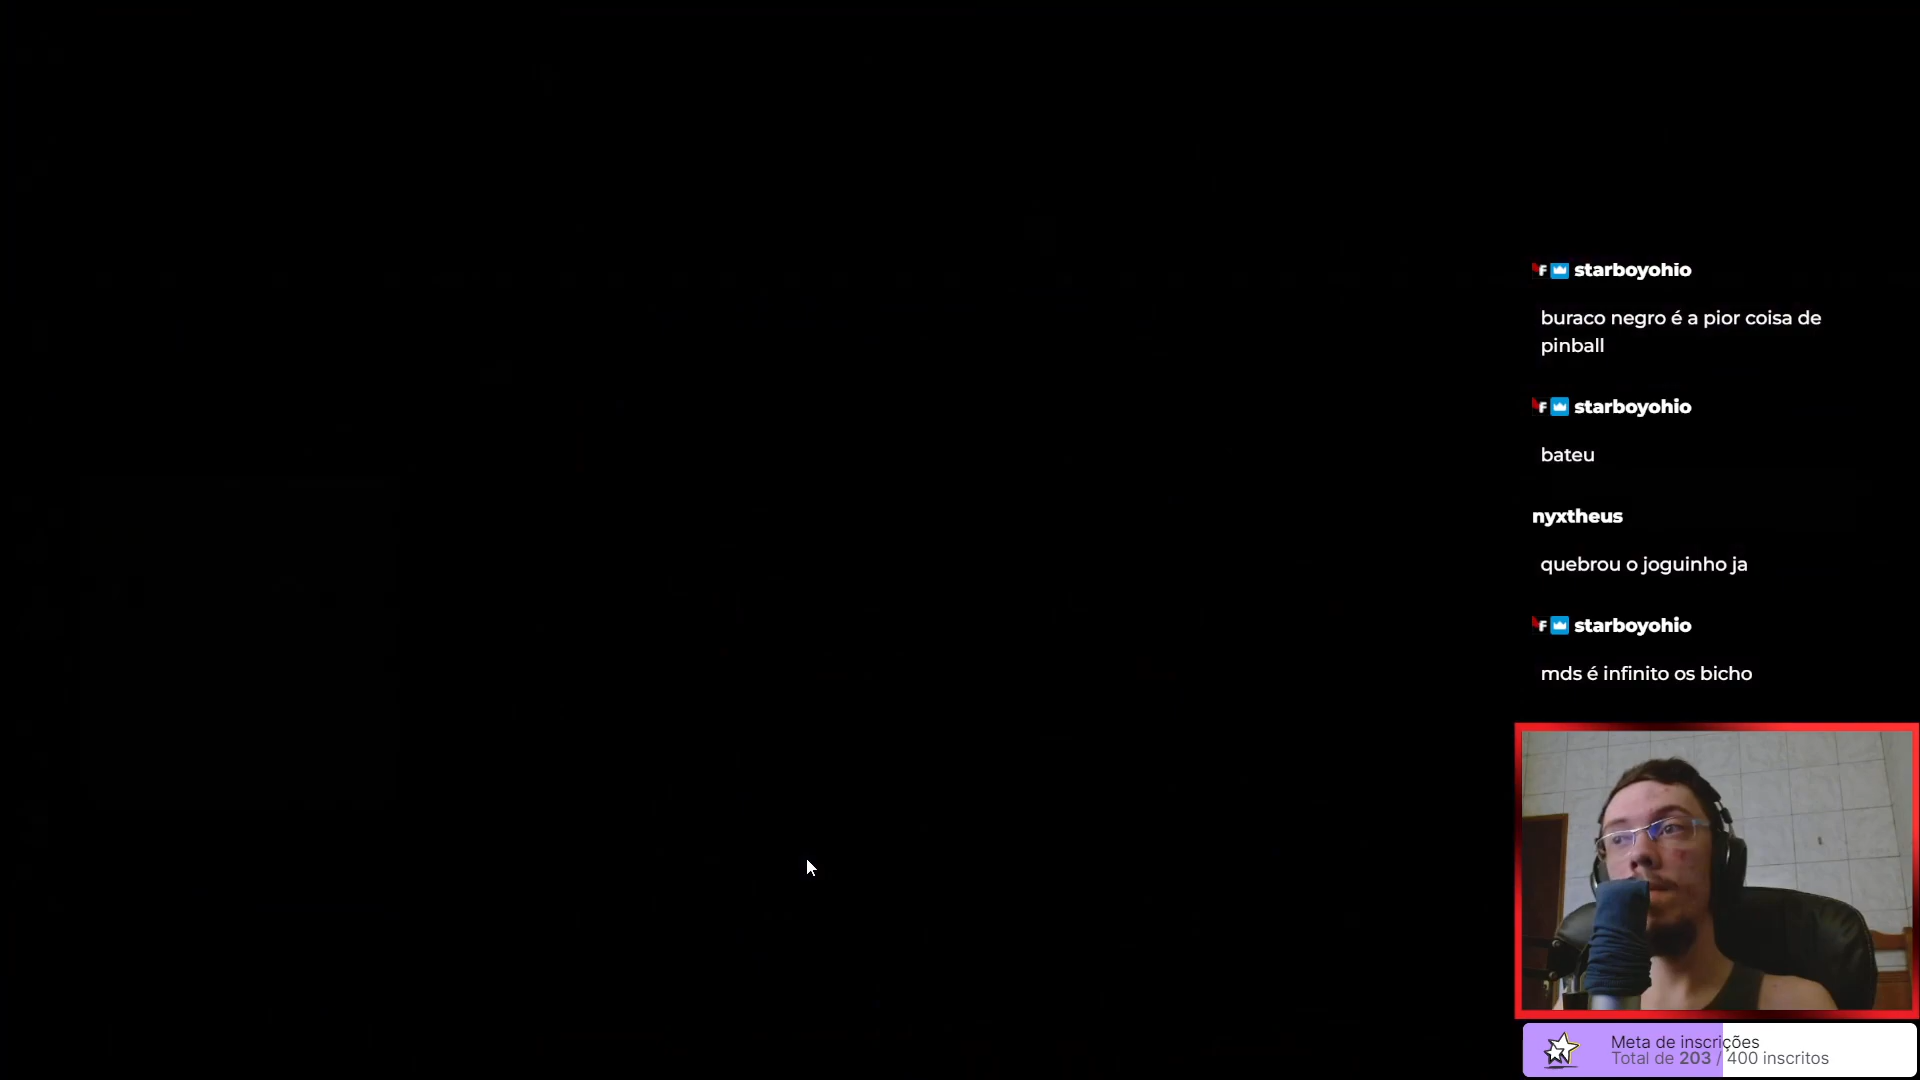 starboyohio
buraco negro é a pior coisa de
pinball
starboyohio
bateu
nyxtheus
quebrou o joguinho ja
starboyohio
mds é infinito os bicho
Meta de inscrições
Total de 203 / 400 inscritos